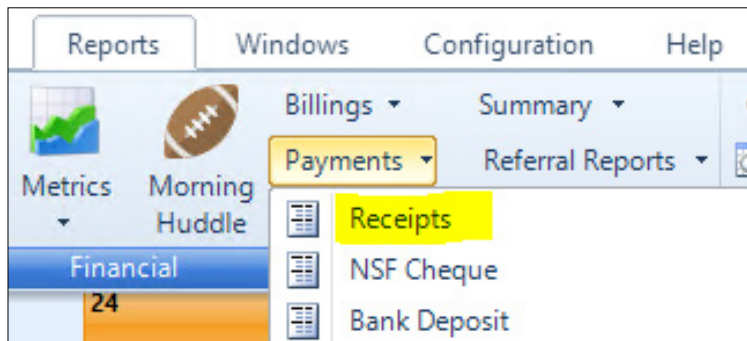 Reports Windows Configuration Help
Billings Summary
Payments Referral Reports
Metrics Morning Huddle
Receipts
Financial
NSF Cheque
24
Bank Deposit